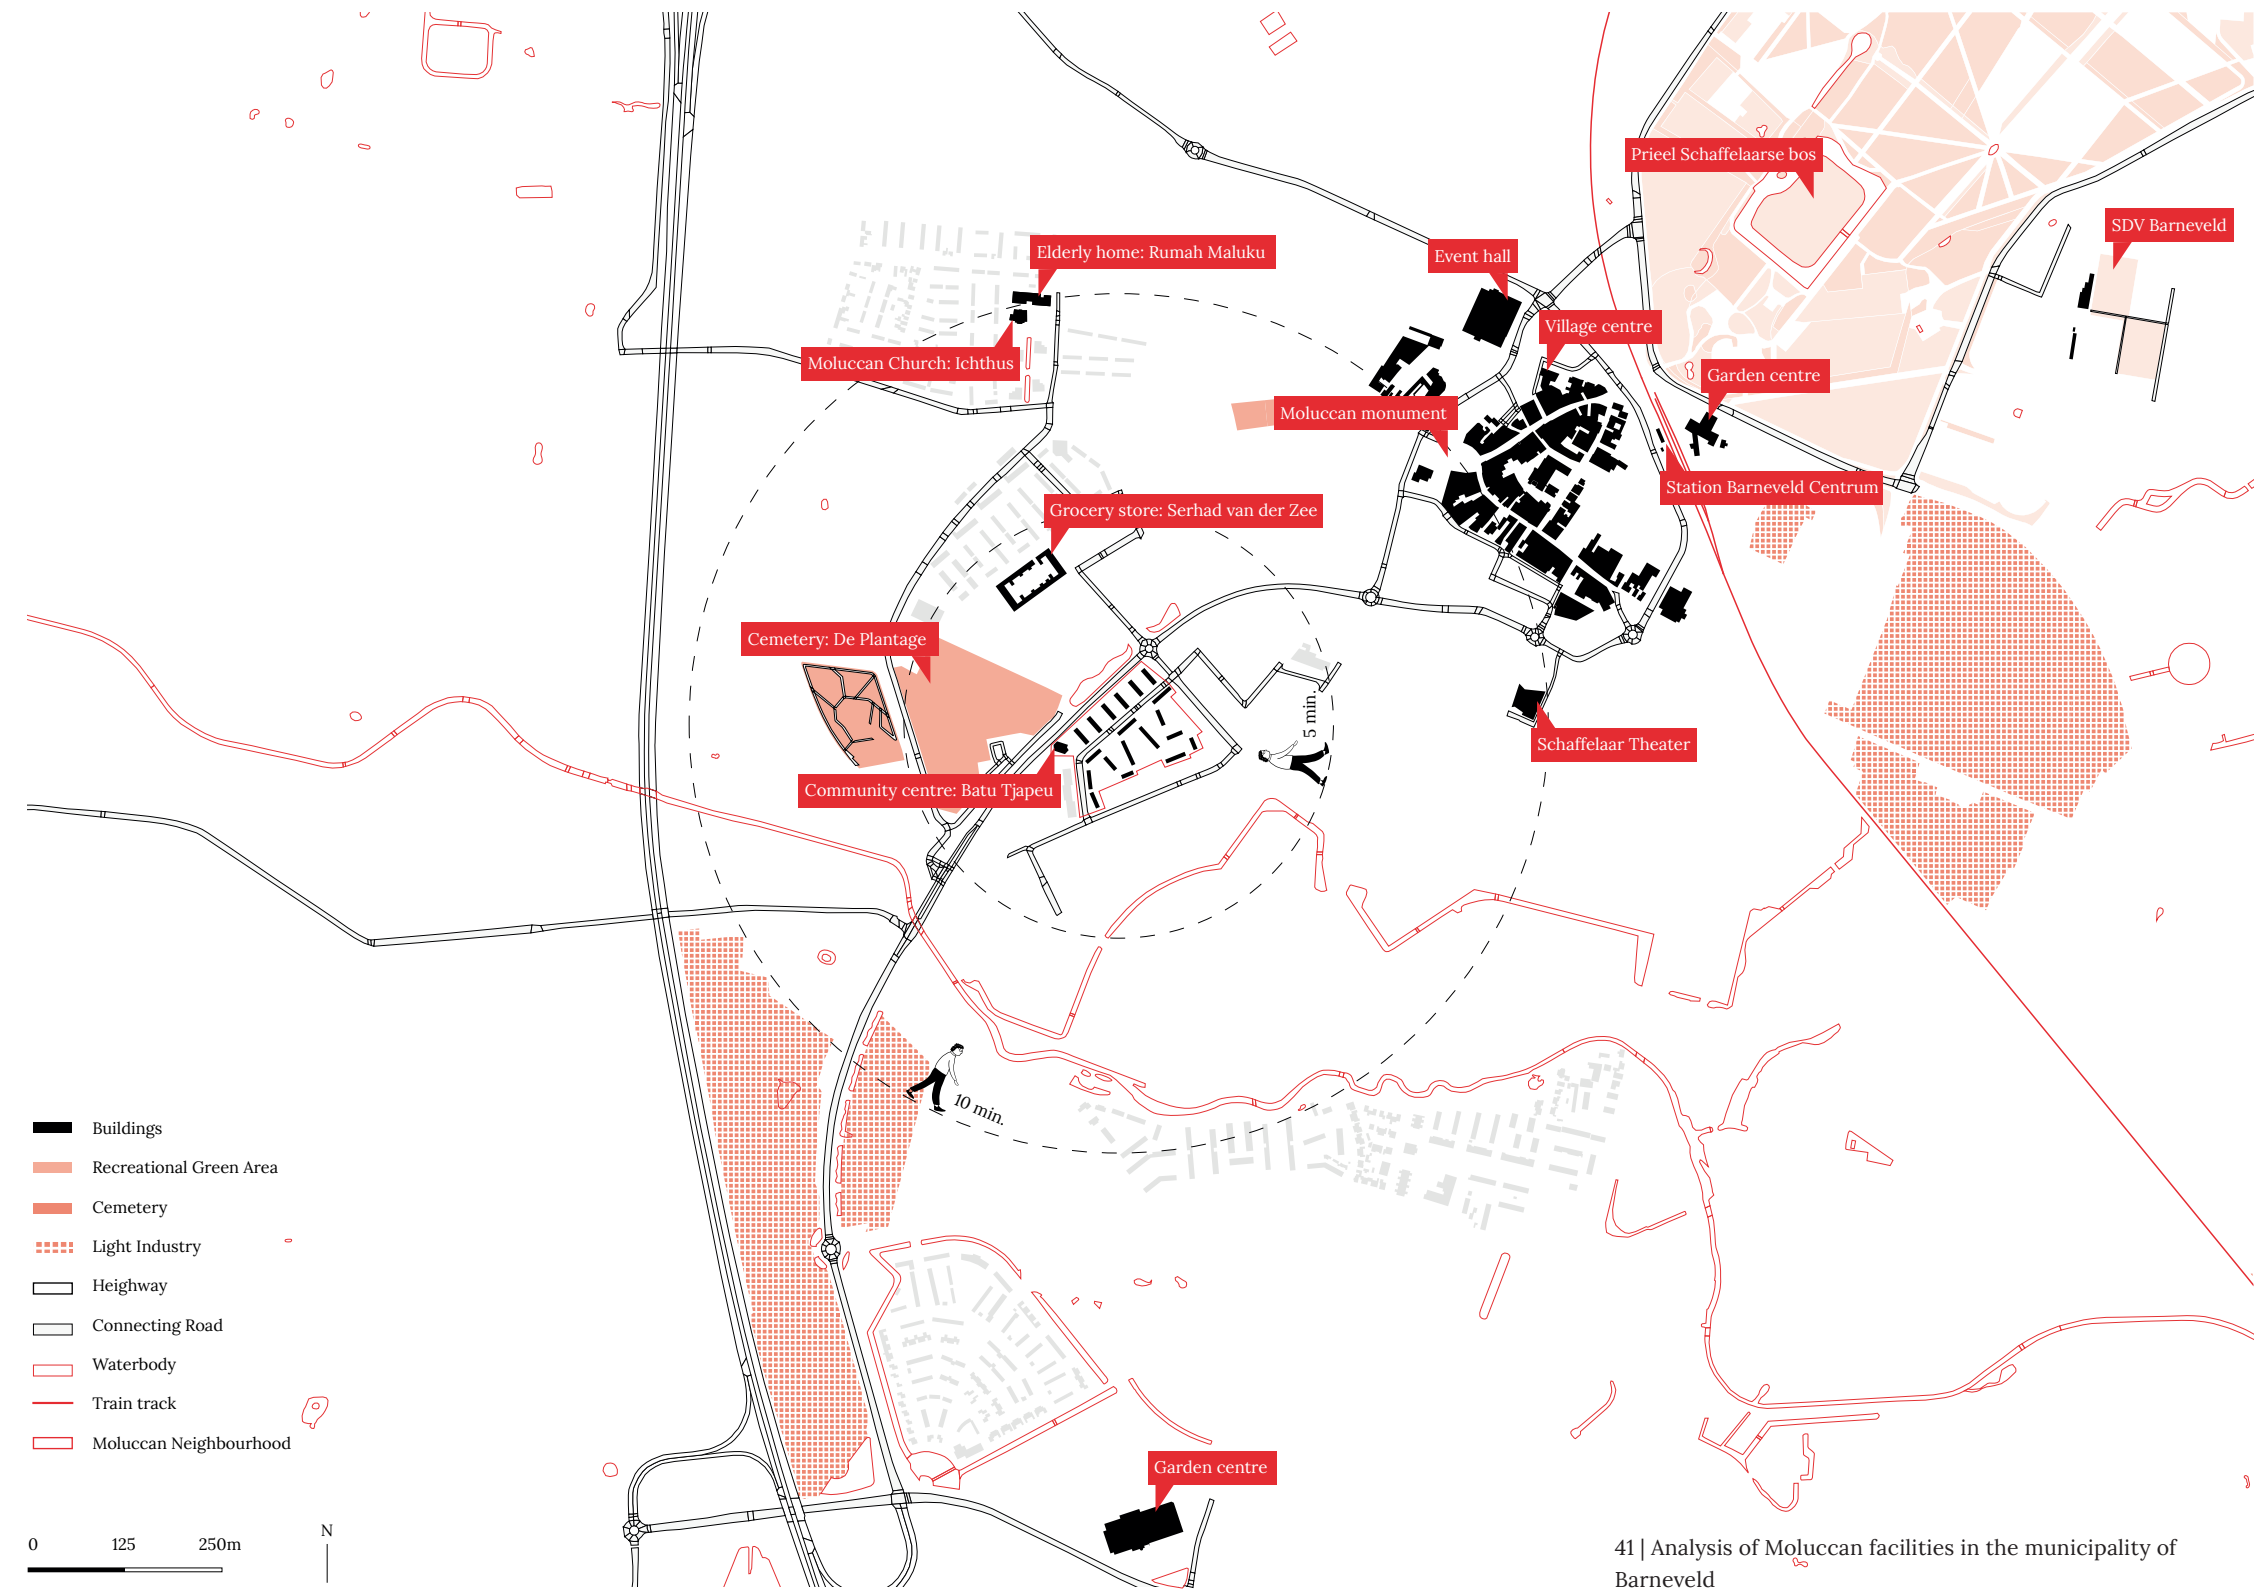 Prieel Schaffelaarse bos
SDV Barneveld
Elderly home: Rumah Maluku
Event hall
Village centre
Moluccan Church: Ichthus
Garden centre
Moluccan monument
Station Barneveld Centrum
Grocery store: Serhad van der Zee
Cemetery: De Plantage
5 min.
Schaffelaar Theater
Community centre: Batu Tjapeu
10 min.
Buildings
Recreational Green Area
Cemetery
Light Industry
Heighway
Connecting Road
Waterbody
Train track
Moluccan Neighbourhood
Garden centre
0 125 250m
N
41 | Analysis of Moluccan facilities in the municipality of
Barneveld